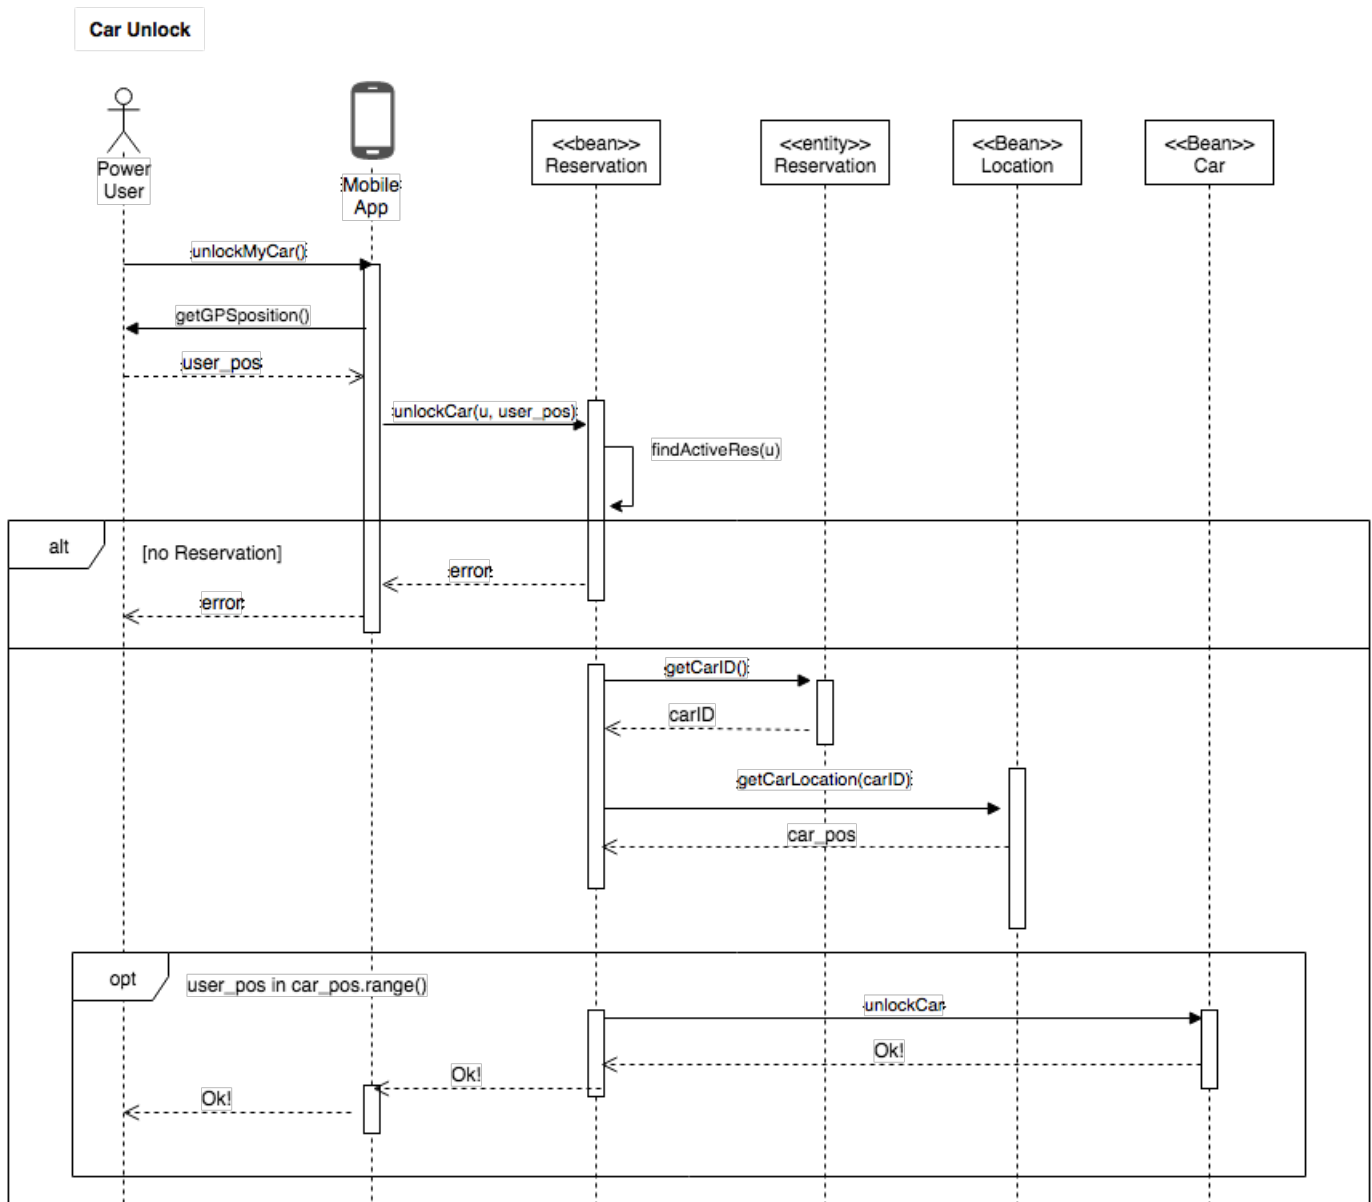 Car Unlock
Power
User
Mobile
App
<<bean>>
Reservation
<<entity>>
Reservation
<<Bean>>
Location
<<Bean>>
Car
unlockMyCar()
getGPSposition()
user_pos
unlockCar(u, user_pos)
findActiveRes(u)
alt
[no Reservation]
error
error
getCarID()
carID
getCarLocation(carID)
car_pos
opt
user_pos in car_pos.range()
unlockCar
Ok!
Ok!
Ok!